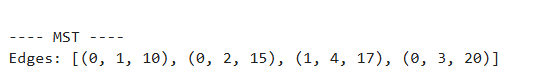 ---- MST ----
Edges: [(0, 1, 10), (0, 2, 15), (1, 4, 17), (0, 3, 20)]